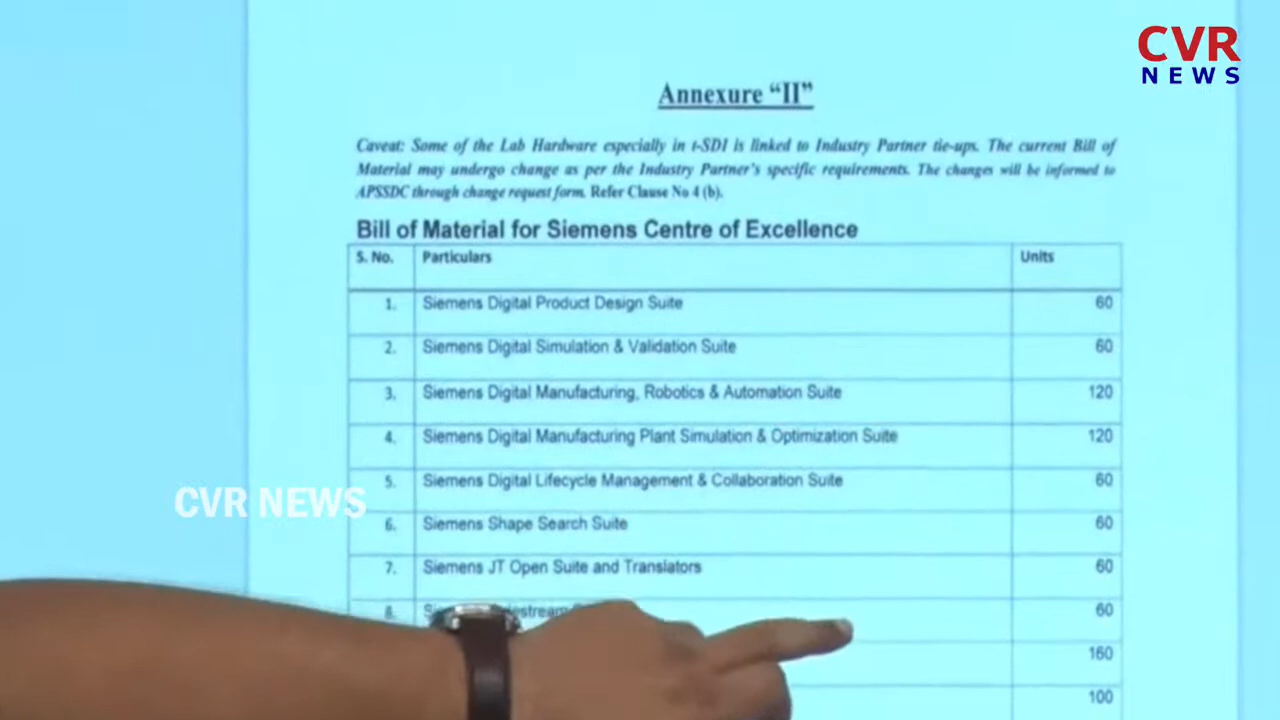 CVR
NEWS
Annexure “II”
Caveat: Some of the Lab Hardware especially in t-SDI is linked to Industry Partner tie-ups. The current Bill of
Material may undergo change as per the Industry Partner's specific requirements. The changes will be informed to
APSSDC through change request form. Refer Clause No 4 (b).
Bill of Material for Siemens Centre of Excellence
S. No. Particulars Units
1. Siemens Digital Product Design Suite 60
2. Siemens Digital Simulation & Validation Suite 60
3. Siemens Digital Manufacturing, Robotics & Automation Suite 120
4. Siemens Digital Manufacturing Plant Simulation & Optimization Suite 120
5. Siemens Digital Lifecycle Management & Collaboration Suite 60
CVR NEWS
6. Siemens Shape Search Suite 60
7. Siemens JT Open Suite and Translators 60
8. 60
160
100